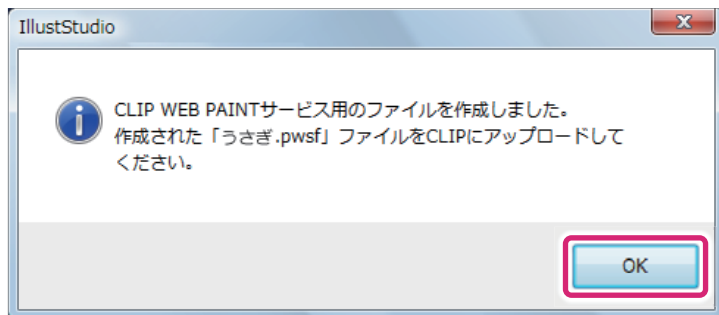 IllustStudio
CLIP WEB PAINTサービス用のファイルを作成しました。
作成された「うさぎ.pwsf」ファイルをCLIPにアップロードして
ください。
OK